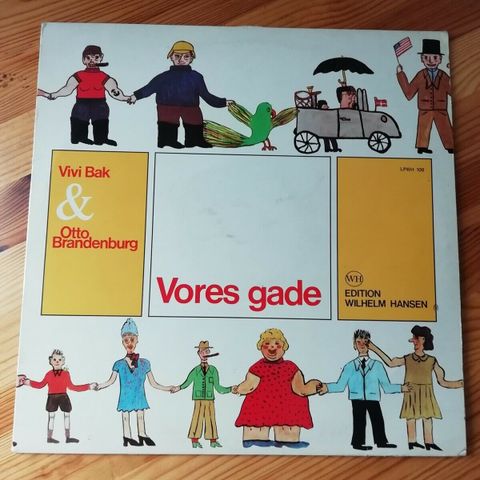 Vivi Bak
&
Otto
Brandenburg
Vores gade
LPWH 100
WH
EDITION
WILHELM HANSEN